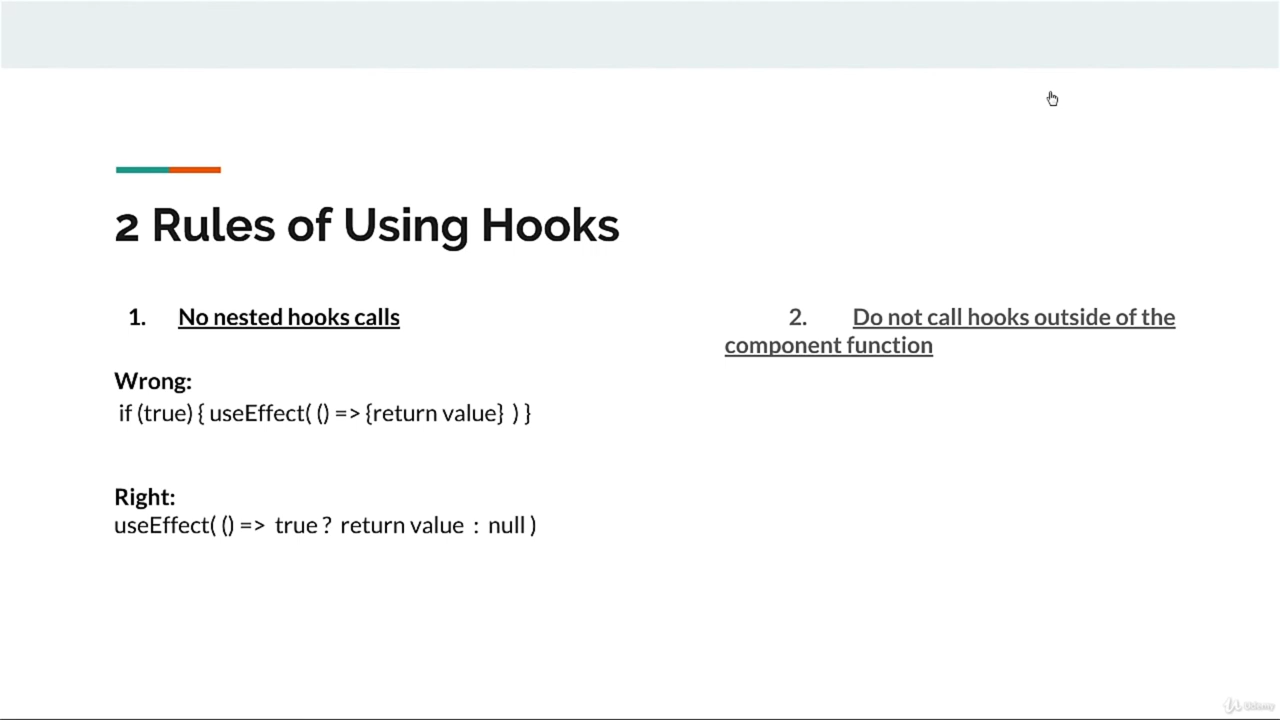 2 Rules of Using Hooks
1. No nested hooks calls
Wrong:
if (true) { useEffect( () => {return value} ) }
Right:
useEffect( () => true ? return value : null )
2. Do not call hooks outside of the
component function
Udemy